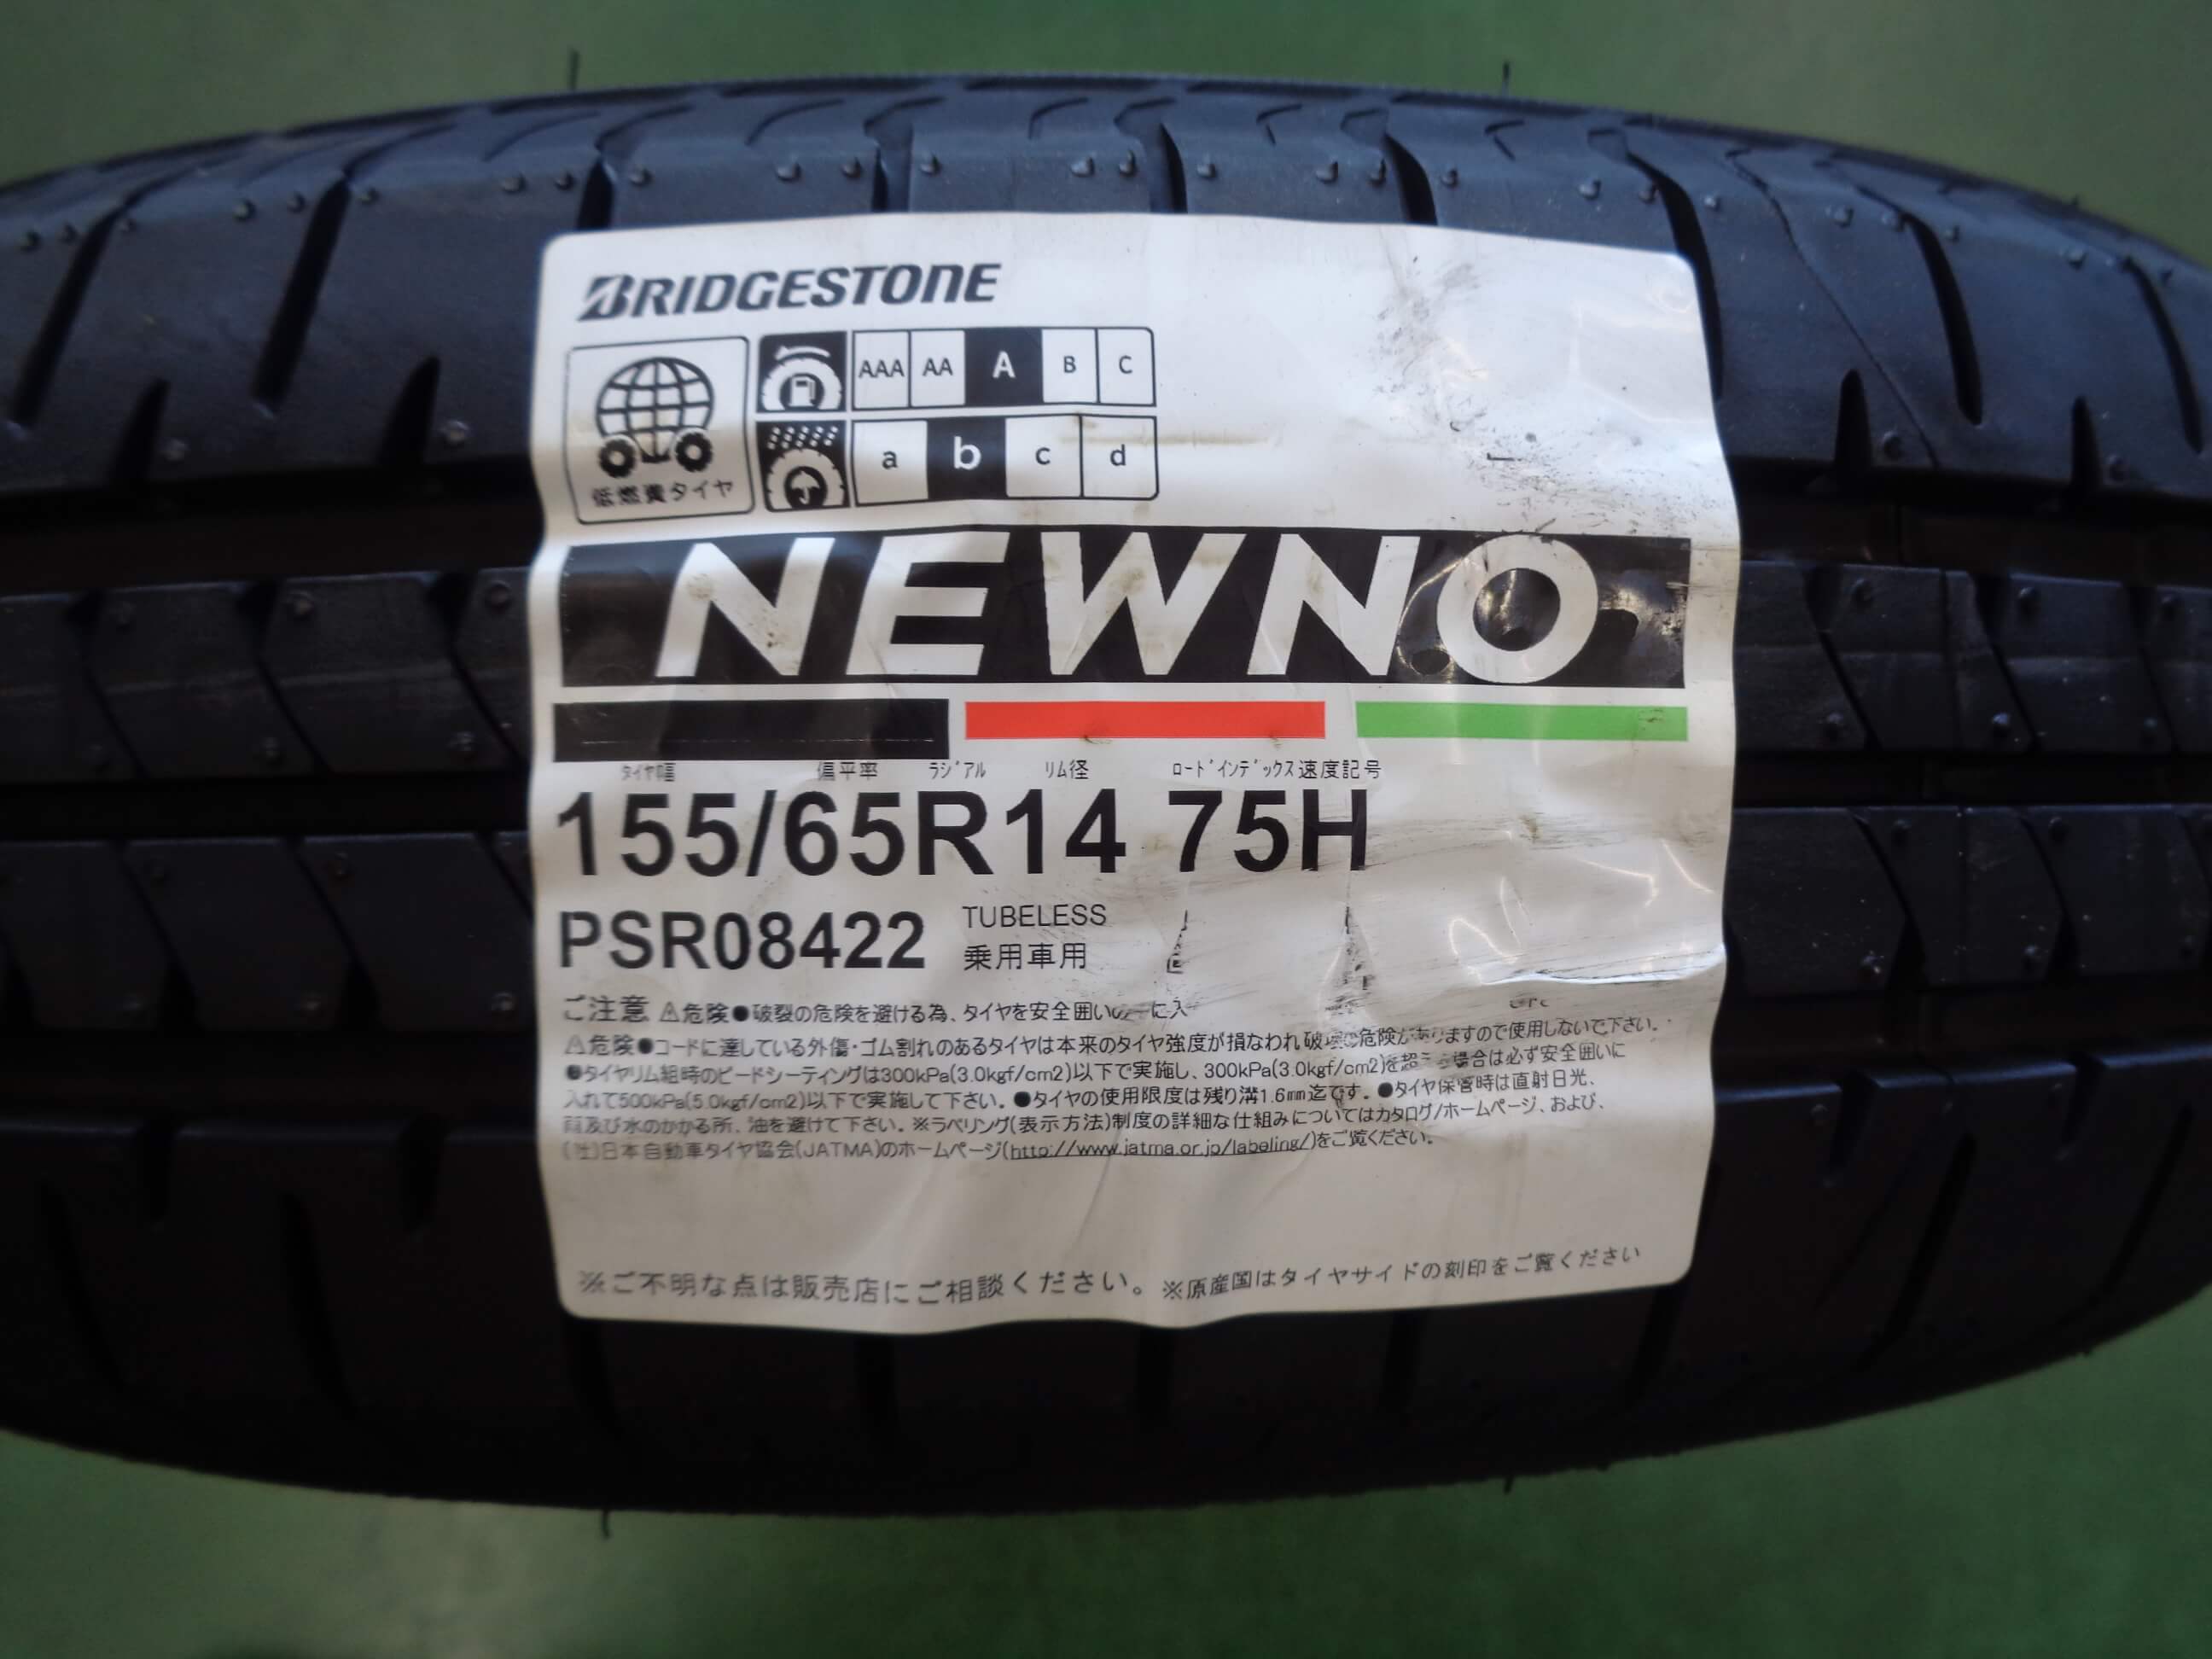 BRIDGESTONE
AAA AA A B C
a b c d
低燃費タイヤ
NEWNO
タイヤ幅 偏平率 ラジアル リム径 ロードインデックス 速度記号
155/65R14 75H
PSR08422 TUBELESS
乗用車用
ご注意 ⚠危険●破裂の危険を避ける為、タイヤを安全囲いの中に入
⚠危険●コードに達している外傷・ゴム割れのあるタイヤは本来のタイヤ強度が損なわれ破壊の危険がありますので使用しないで下さい。
●タイヤリム組時のビードシーティングは300kPa(3.0kgf/cm2)以下で実施し、300kPa(3.0kgf/cm2)を超える場合は必ず安全囲いに
入れて500kPa(5.0kgf/cm2)以下で実施して下さい。●タイヤの使用限度は残り溝1.6mm迄です。●タイヤ保管時は直射日光、
雨及び水のかかる所、油を避けて下さい。※ラベリング(表示方法)制度の詳細な仕組みについてはカタログ/ホームページ、および、
(社)日本自動車タイヤ協会(JATMA)のホームページ(http://www.jatma.or.jp/labeling/)をご覧ください。
※ご不明な点は販売店にご相談ください。※原産国はタイヤサイドの刻印をご覧ください